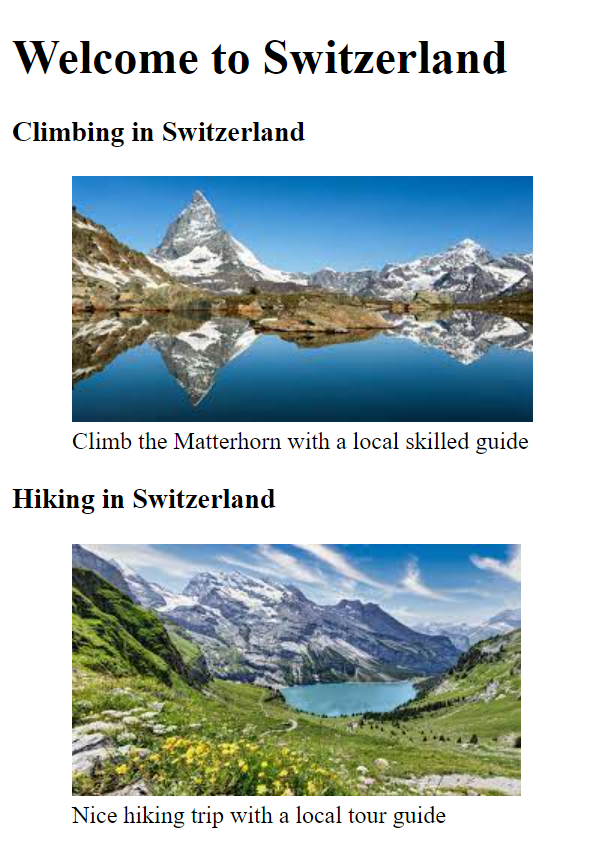 Welcome to Switzerland
Climbing in Switzerland
Climb the Matterhorn with a local skilled guide
Hiking in Switzerland
Nice hiking trip with a local tour guide